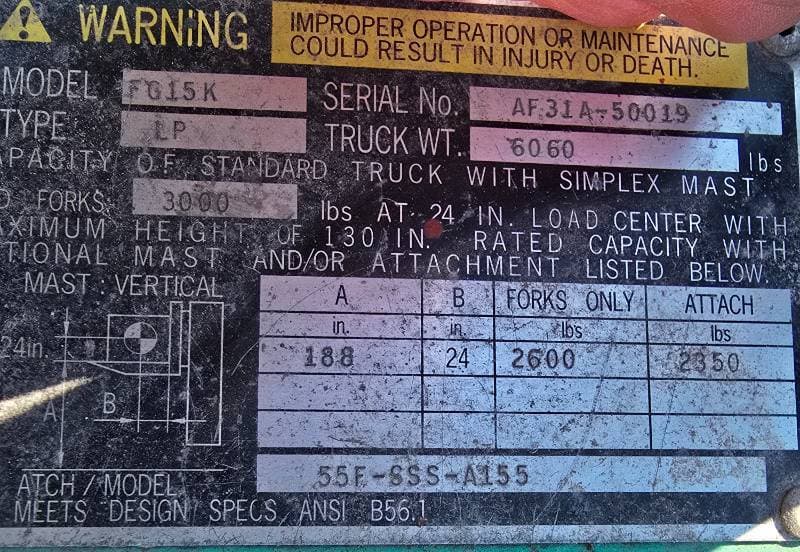 WARNING
IMPROPER OPERATION OR MAINTENANCE
COULD RESULT IN INJURY OR DEATH.
MODEL FG15K SERIAL No. AF31A-50019
TYPE LP TRUCK WT. 6060 lbs
APACITY OF STANDARD TRUCK WITH SIMPLEX MAST
D FORKS 3000 lbs AT 24 IN. LOAD CENTER WITH
AXIMUM HEIGHT OF 130 IN. RATED CAPACITY WITH
TIONAL MAST AND/OR ATTACHMENT LISTED BELOW.
MAST : VERTICAL
24in.
A
B
A B FORKS ONLY ATTACH
in. in. lbs lbs
188 24 2600 2350
ATCH / MODEL 55F-SSS-A155
MEETS DESIGN SPECS ANSI B56.1